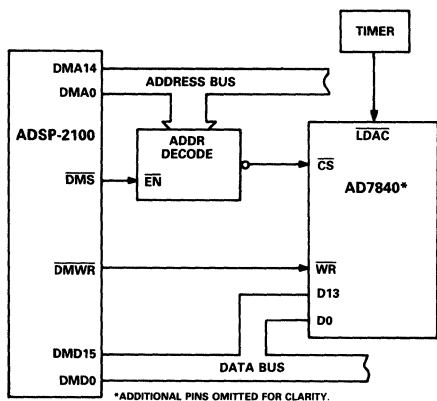 TIMER
DMA14
ADDRESS BUS
DMA0
ADSP-2100
ADDR
DECODE
LDAC
DMS
EN
CS
AD7840*
DMWR
WR
D13
D0
DMD15
DATA BUS
DMD0
*ADDITIONAL PINS OMITTED FOR CLARITY.